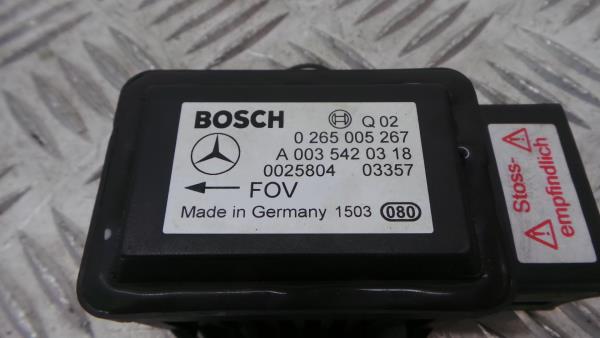 BOSCH Q 02
0 265 005 267
A 003 542 03 18
0025804 03357
FOV
Made in Germany 1503 080
Stoss-
empfindlich